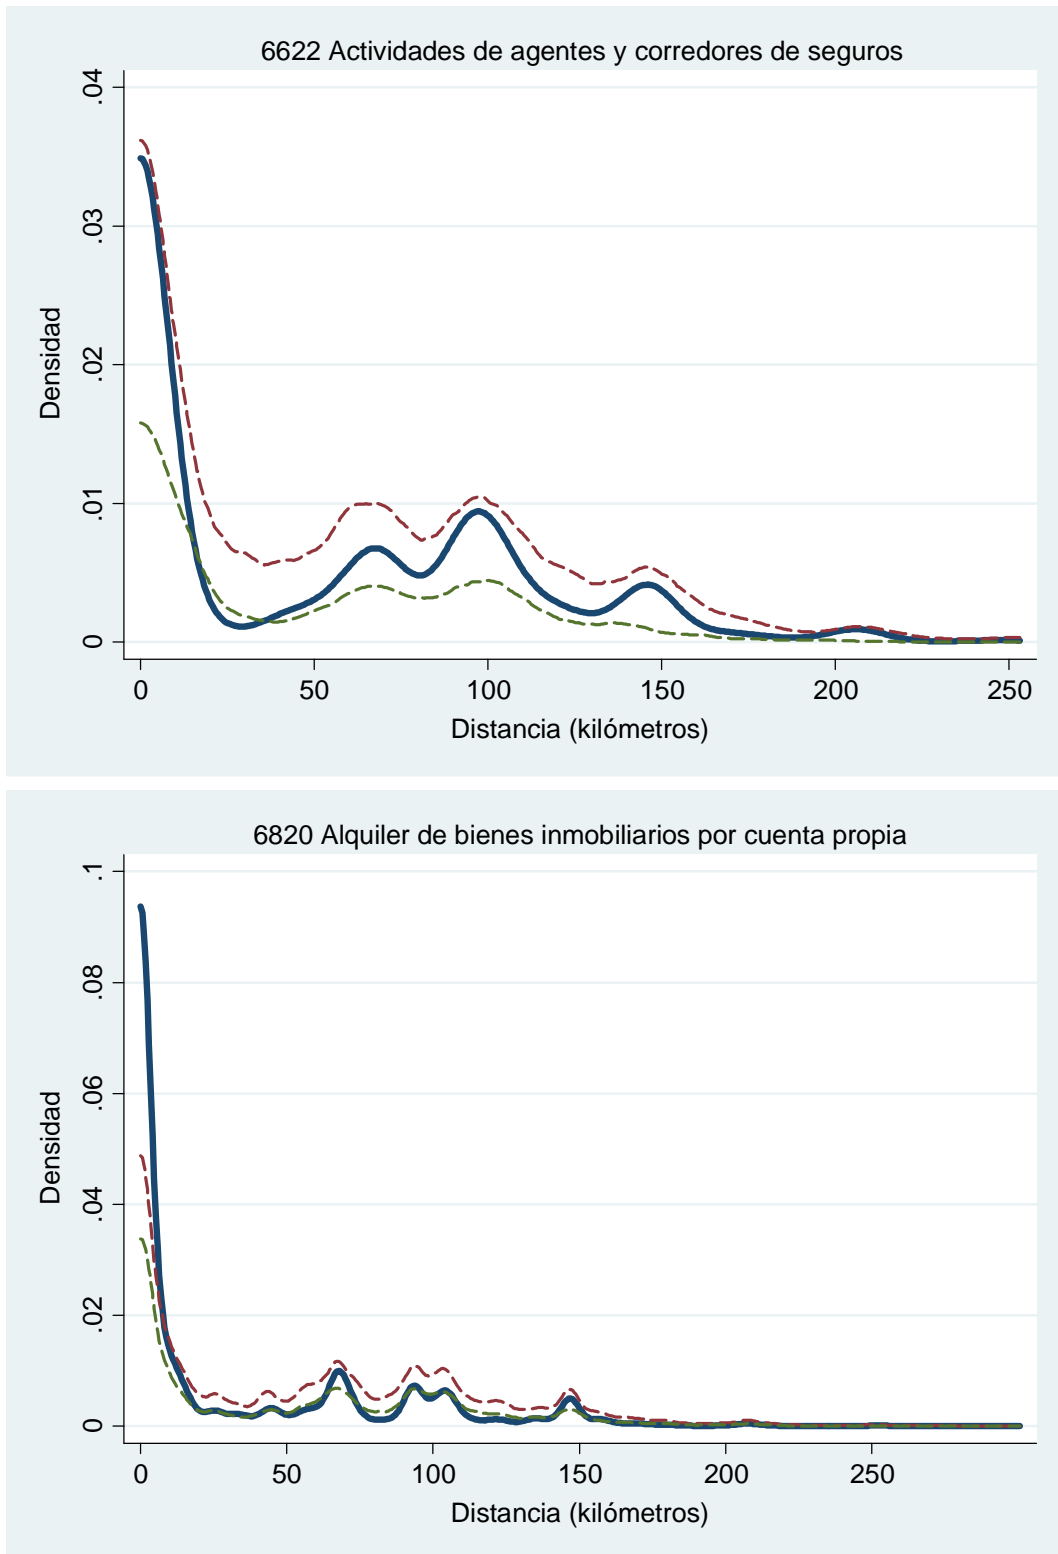 6622 Actividades de agentes y corredores de seguros
.04
.03
.02
.01
0
Densidad
0 50 100 150 200 250
Distancia (kilómetros)
6820 Alquiler de bienes inmobiliarios por cuenta propia
.1
.08
.06
.04
.02
0
Densidad
0 50 100 150 200 250
Distancia (kilómetros)